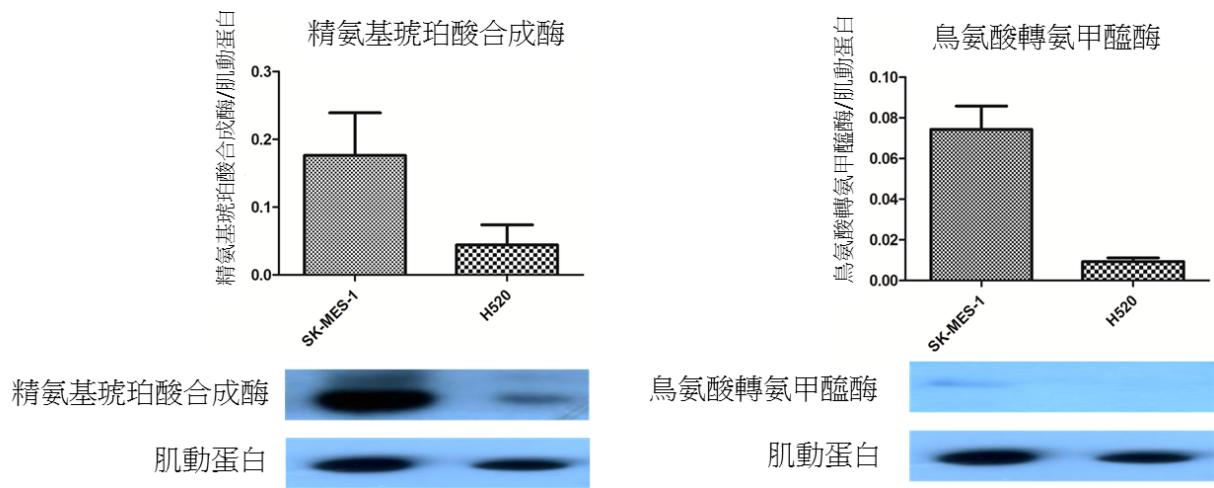 精氨基琥珀酸合成酶
精氨基琥珀酸合成酶/肌動蛋白
0.3
0.2
0.1
0.0
SK-MES-1
H520
精氨基琥珀酸合成酶
肌動蛋白
鳥氨酸轉氨甲醯酶
鳥氨酸轉氨甲醯酶/肌動蛋白
0.10
0.08
0.06
0.04
0.02
0.00
SK-MES-1
H520
鳥氨酸轉氨甲醯酶
肌動蛋白